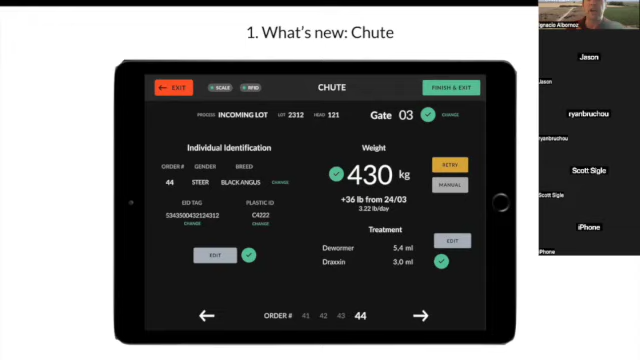 1. What's new: Chute
EXIT
SCALE
RFID
CHUTE
FINISH & EXIT
PROCESS INCOMING LOT LOT 2312 HEAD 121
Gate 03
CHANGE
Individual Identification
ORDER # GENDER BREED
44 STEER BLACK ANGUS CHANGE
EID TAG PLASTIC ID
5343500432124312 C4222
CHANGE CHANGE
EDIT
Weight
430 kg
RETRY
MANUAL
+36 lb from 24/03
3.22 lb/day
Treatment
EDIT
Dewormer 5,4 ml
Draxxin 3,0 ml
ORDER # 41 42 43 44
Ignacio Albornoz
Jason
Jason
ryanbruchou
ryanbruchou
Scott Sigle
Scott Sigle
iPhone
iPhone